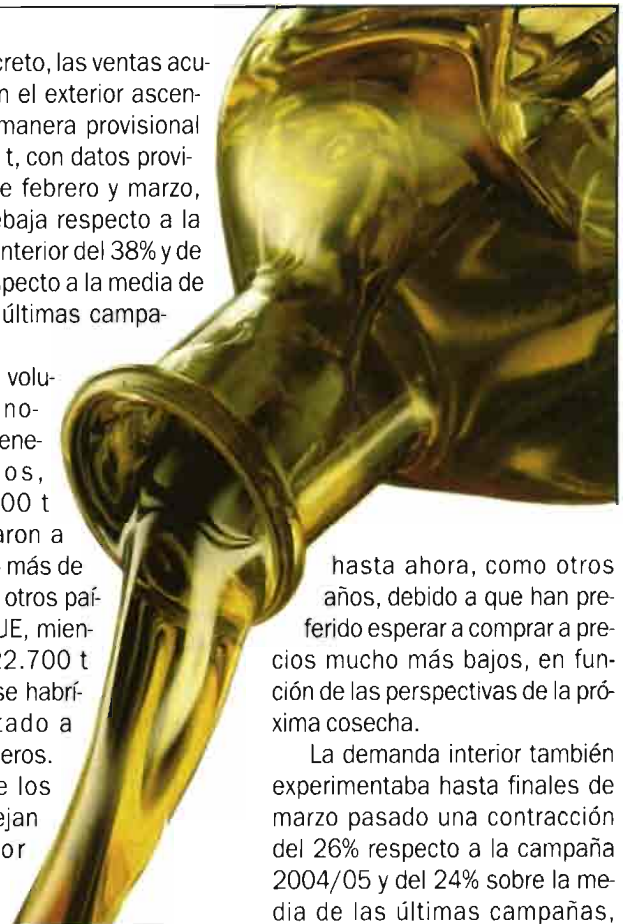 creto, las ventas acu-
n el exterior ascen-
manera provisional
t, con datos provi-
e febrero y marzo,
ebaja respecto a la
nterior del 38% y de
specto a la media de
últimas campa-
volu-
no-
ene-
os,
00 t
aron a
más de
otros paí-
UE, mien-
22.700 t
se habrí-
tado a
eros.
e los
ejan
or
hasta ahora, como otros
años, debido a que han pre-
ferido esperar a comprar a pre-
cios mucho más bajos, en fun-
ción de las perspectivas de la pró-
xima cosecha.
La demanda interior también
experimentaba hasta finales de
marzo pasado una contracción
del 26% respecto a la campaña
2004/05 y del 24% sobre la me-
dia de las últimas campañas,